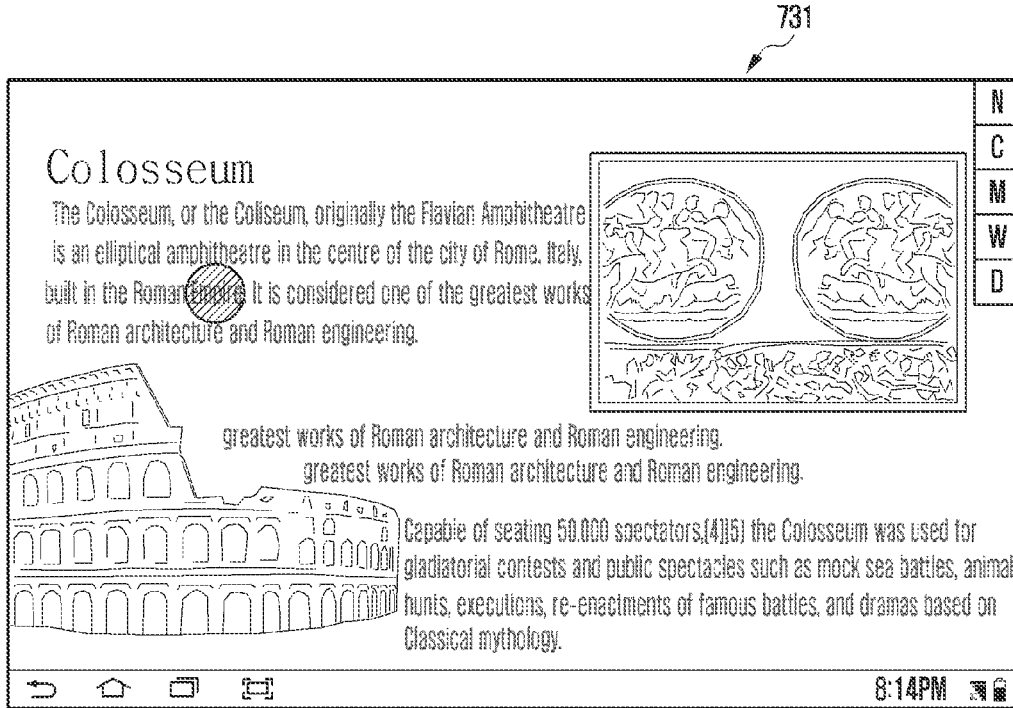 731
N
C
M
W
D
Colosseum
The Colosseum, or the Coliseum, originally the Flavian Amphitheatre
is an elliptical amphitheatre in the centre of the city of Rome. Italy,
built in the Roman Empire. It is considered one of the greatest works
of Roman architecture and Roman engineering.
greatest works of Roman architecture and Roman engineering.
greatest works of Roman architecture and Roman engineering.
Capable of seating 50.000 spectators,[4][5] the Colosseum was used for
gladiatorial contests and public spectacles such as mock sea battles, animal
hunts, executions, re-enactments of famous battles, and dramas based on
Classical mythology.
8:14PM